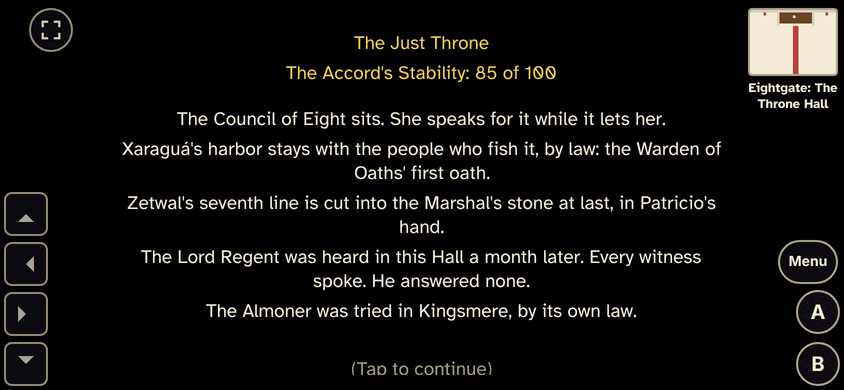 The Just Throne
The Accord's Stability: 85 of 100
Eightgate: The
Throne Hall
The Council of Eight sits. She speaks for it while it lets her.
Xaraguá's harbor stays with the people who fish it, by law: the Warden of
Oaths' first oath.
Zetwal's seventh line is cut into the Marshal's stone at last, in Patricio's
hand.
The Lord Regent was heard in this Hall a month later. Every witness
spoke. He answered none.
The Almoner was tried in Kingsmere, by its own law.
Menu
A
B
(Tap to continue)